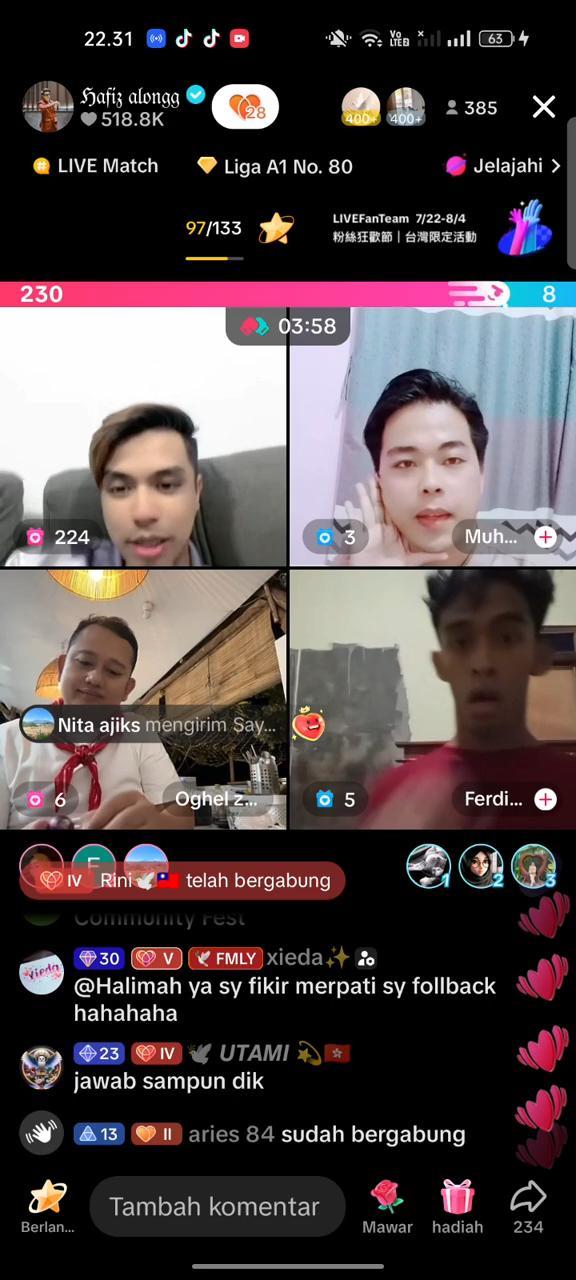 22.31
Vo
LTE2
63
Hafiz alongg
518.8K
28
400+
400+
385
LIVE Match
Liga A1 No. 80
Jelajahi
97/133
LIVEFanTeam 7/22-8/4
粉絲狂歡節｜台灣限定活動
230
8
03:58
224
3
Muh...
Nita ajiks mengirim Say...
6
Oghel z...
5
Ferdi...
F
1
2
3
IV Rini telah bergabung
Community Fest
xieda
30 V FMLY xieda
@Halimah ya sy fikir merpati sy follback
hahahaha
23 IV UTAMI
jawab sampun dik
13 II aries 84 sudah bergabung
Berlan...
Tambah komentar
Mawar
hadiah
234